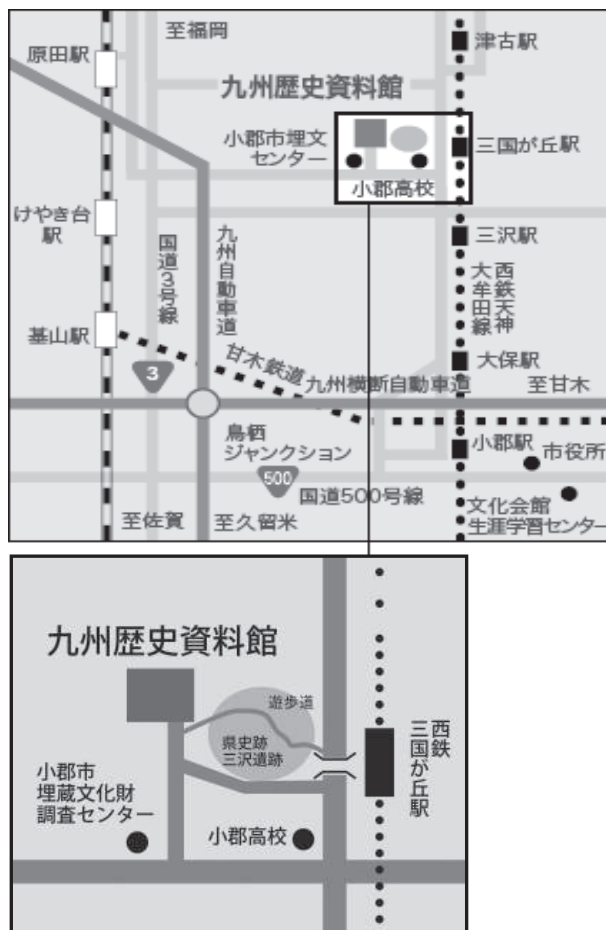 至福岡
原田駅
津古駅
九州歴史資料館
小郡市埋文
センター
三国が丘駅
小郡高校
けやき台
駅
国道3号線
九州自動車道
三沢駅
西鉄天神
大牟田線
基山駅
甘木鉄道
大保駅
3
九州横断自動車道
至甘木
鳥栖
ジャンクション
小郡駅
市役所
500
国道500号線
文化会館
生涯学習センター
至佐賀
至久留米
九州歴史資料館
遊歩道
県史跡
三沢遺跡
西鉄
三国が丘駅
小郡市
埋蔵文化財
調査センター
小郡高校